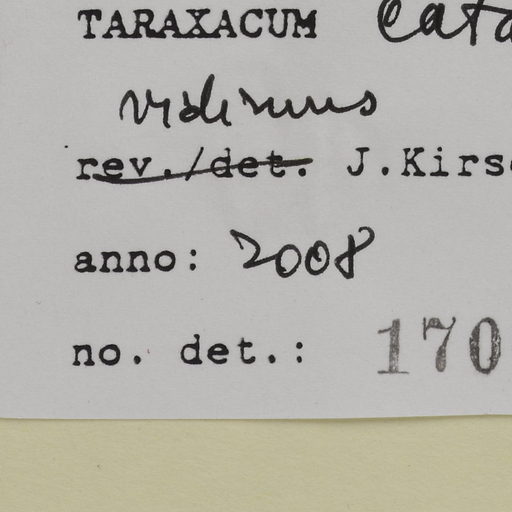 TARAXACUM Cata
rev./det. J.Kirs
anno: 2008
no. det.: 170